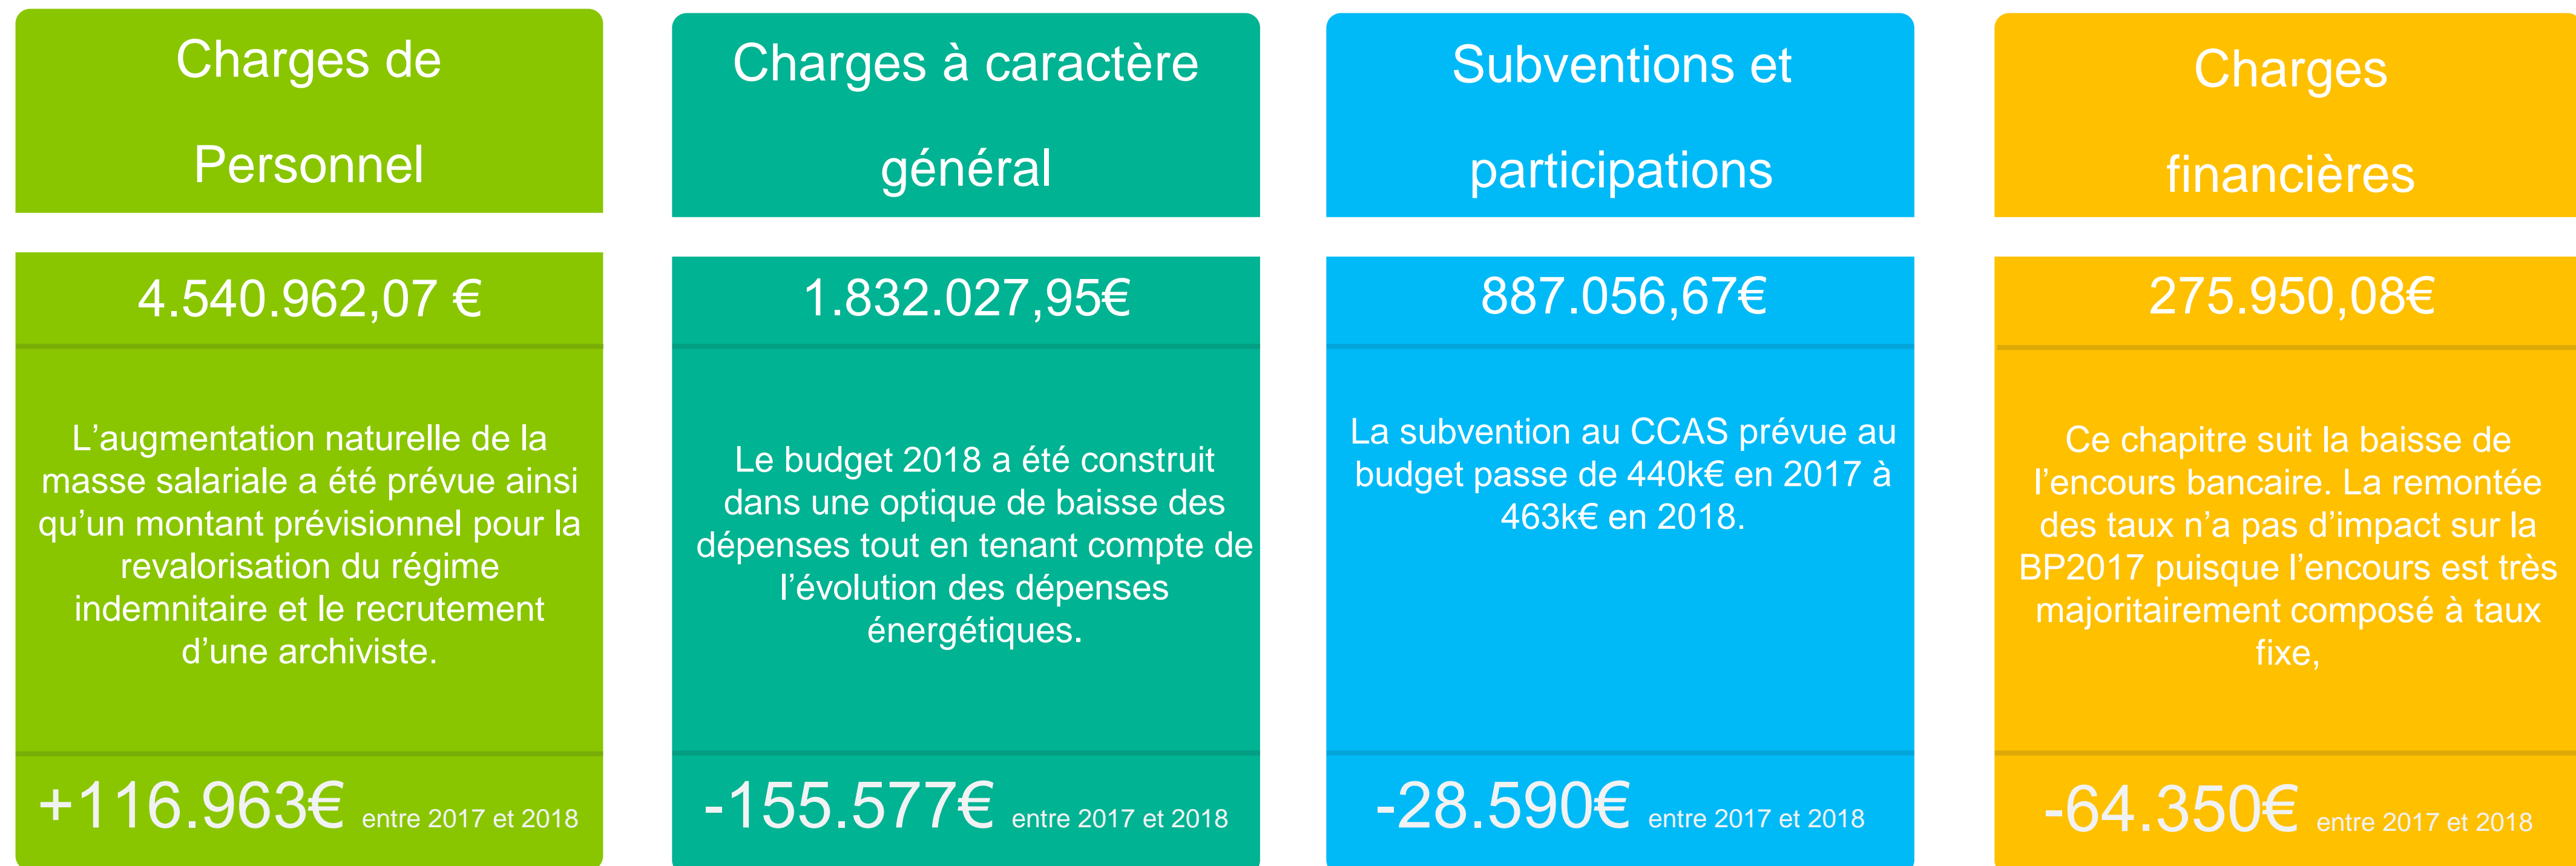 Charges de
Personnel
4.540.962,07 €
L’augmentation naturelle de la
masse salariale a été prévue ainsi
qu’un montant prévisionnel pour la
revalorisation du régime
indemnitaire et le recrutement
d’une archiviste.
+116.963€ entre 2017 et 2018
Charges à caractère
général
1.832.027,95€
Le budget 2018 a été construit
dans une optique de baisse des
dépenses tout en tenant compte de
l’évolution des dépenses
énergétiques.
-155.577€ entre 2017 et 2018
Subventions et
participations
887.056,67€
La subvention au CCAS prévue au
budget passe de 440k€ en 2017 à
463k€ en 2018.
-28.590€ entre 2017 et 2018
Charges
financières
275.950,08€
Ce chapitre suit la baisse de
l’encours bancaire. La remontée
des taux n’a pas d’impact sur la
BP2017 puisque l’encours est très
majoritairement composé à taux
fixe,
-64.350€ entre 2017 et 2018